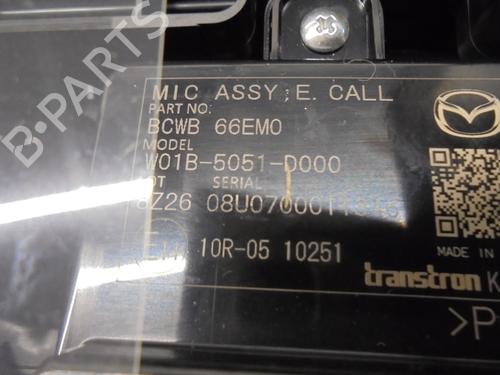 MIC ASSY; E. CALL
PART NO.
BCWB 66EM0
MODEL
W01B-5051-D000
SERIAL
8Z26
10R-05 10251
MADE IN
transtron
>P
B-Parts